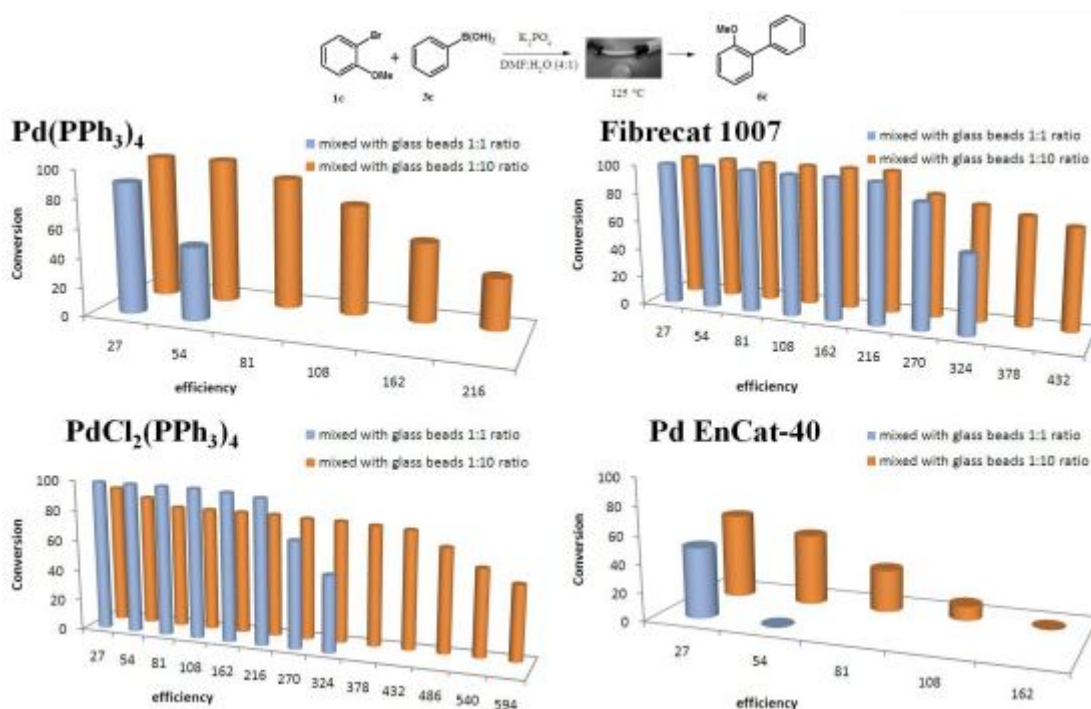 Br
OMe
1c
+
B(OH)2
3c
K3PO4
DMF:H2O (4:1)
125 °C
MeO
6c
Pd(PPh3)4
mixed with glass beads 1:1 ratio
mixed with glass beads 1:10 ratio
Conversion
100
80
60
40
20
0
27
54
81
108
162
216
efficiency
Fibrecat 1007
mixed with glass beads 1:1 ratio
mixed with glass beads 1:10 ratio
Conversion
100
80
60
40
20
0
27
54
81
108
162
216
270
324
378
432
efficiency
PdCl2(PPh3)4
mixed with glass beads 1:1 ratio
mixed with glass beads 1:10 ratio
Conversion
100
80
60
40
20
0
27
54
81
108
162
216
270
324
378
432
486
540
594
efficiency
Pd EnCat-40
mixed with glass beads 1:1 ratio
mixed with glass beads 1:10 ratio
Conversion
100
80
60
40
20
0
27
54
81
108
162
efficiency